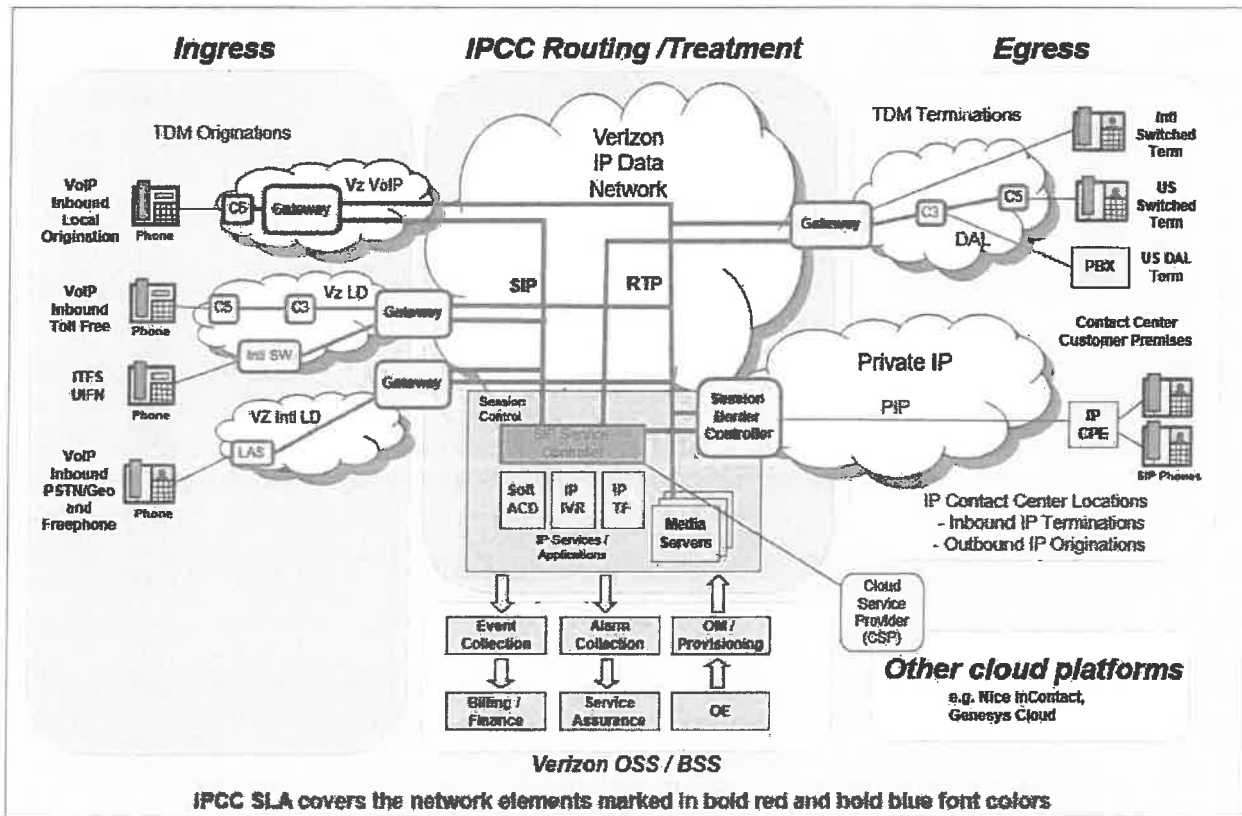 Ingress
IPCC Routing /Treatment
Egress
TDM Originations
VoIP
Inbound
Local
Origination
Phone
C5
Gateway
Vz VoIP
VoIP
Inbound
Toll Free
Phone
C5
C3
Vz LD
Gateway
Intl SW
ITFS
UIFN
Phone
Gateway
VZ Intl LD
LAS
VoIP
Inbound
PSTN/Geo
and
Freephone
Phone
Verizon
IP Data
Network
SIP
RTP
Session
Control
SIP Service
Controller
Soft
ACD
IP
IVR
IP
TF
IP Services /
Applications
Media
Servers
Session
Border
Controller
Event
Collection
Alarm
Collection
OM /
Provisioning
Billing /
Finance
Service
Assurance
OE
Verizon OSS / BSS
TDM Terminations
Gateway
C3
C5
DAL
PBX
Intl
Switched
Term
US
Switched
Term
US DAL
Term
Contact Center
Customer Premises
Private IP
PIP
IP
CPE
SIP Phones
IP Contact Center Locations
- Inbound IP Terminations
- Outbound IP Originations
Cloud
Service
Provider
(CSP)
Other cloud platforms
e.g. Nice InContact,
Genesys Cloud
IPCC SLA covers the network elements marked in bold red and bold blue font colors